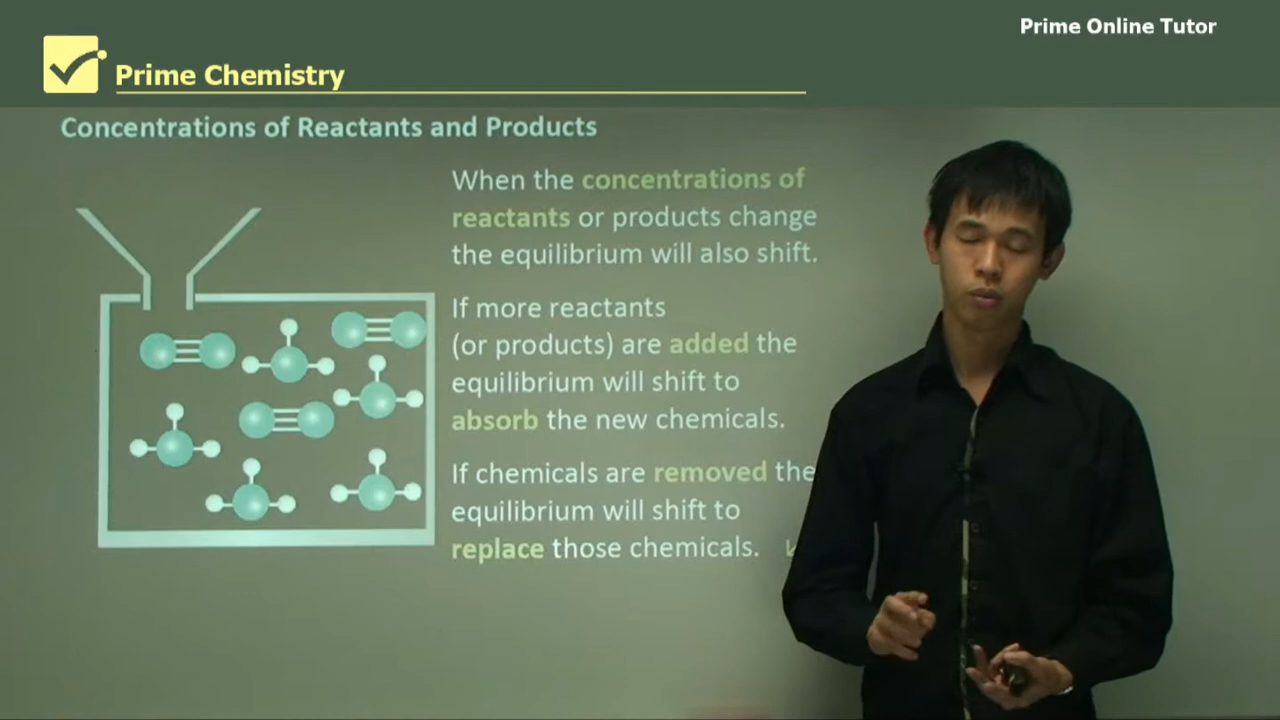 Prime Online Tutor
Prime Chemistry
Concentrations of Reactants and Products
When the concentrations of
reactants or products change
the equilibrium will also shift.
If more reactants
(or products) are added the
equilibrium will shift to
absorb the new chemicals.
If chemicals are removed the
equilibrium will shift to
replace those chemicals.